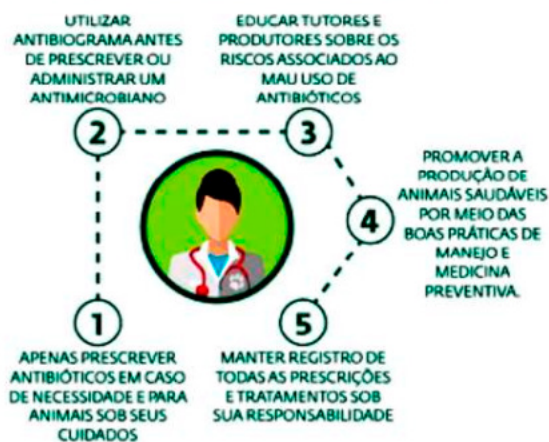 UTILIZAR
ANTIBIOGRAMA ANTES
DE PRESCREVER OU
ADMINISTRAR UM
ANTIMICROBIANO
2
EDUCAR TUTORES E
PRODUTORES SOBRE OS
RISCOS ASSOCIADOS AO
MAU USO DE
ANTIBIÓTICOS
3
PROMOVER A
PRODUÇÃO DE
ANIMAIS SAUDÁVEIS
POR MEIO DAS
BOAS PRÁTICAS DE
MANEJO E
MEDICINA
PREVENTIVA.
4
1
APENAS PRESCREVER
ANTIBIÓTICOS EM CASO
DE NECESSIDADE E PARA
ANIMAIS SOB SEUS
CUIDADOS
5
MANTER REGISTRO DE
TODAS AS PRESCRIÇÕES
E TRATAMENTOS SOB
SUA RESPONSABILIDADE